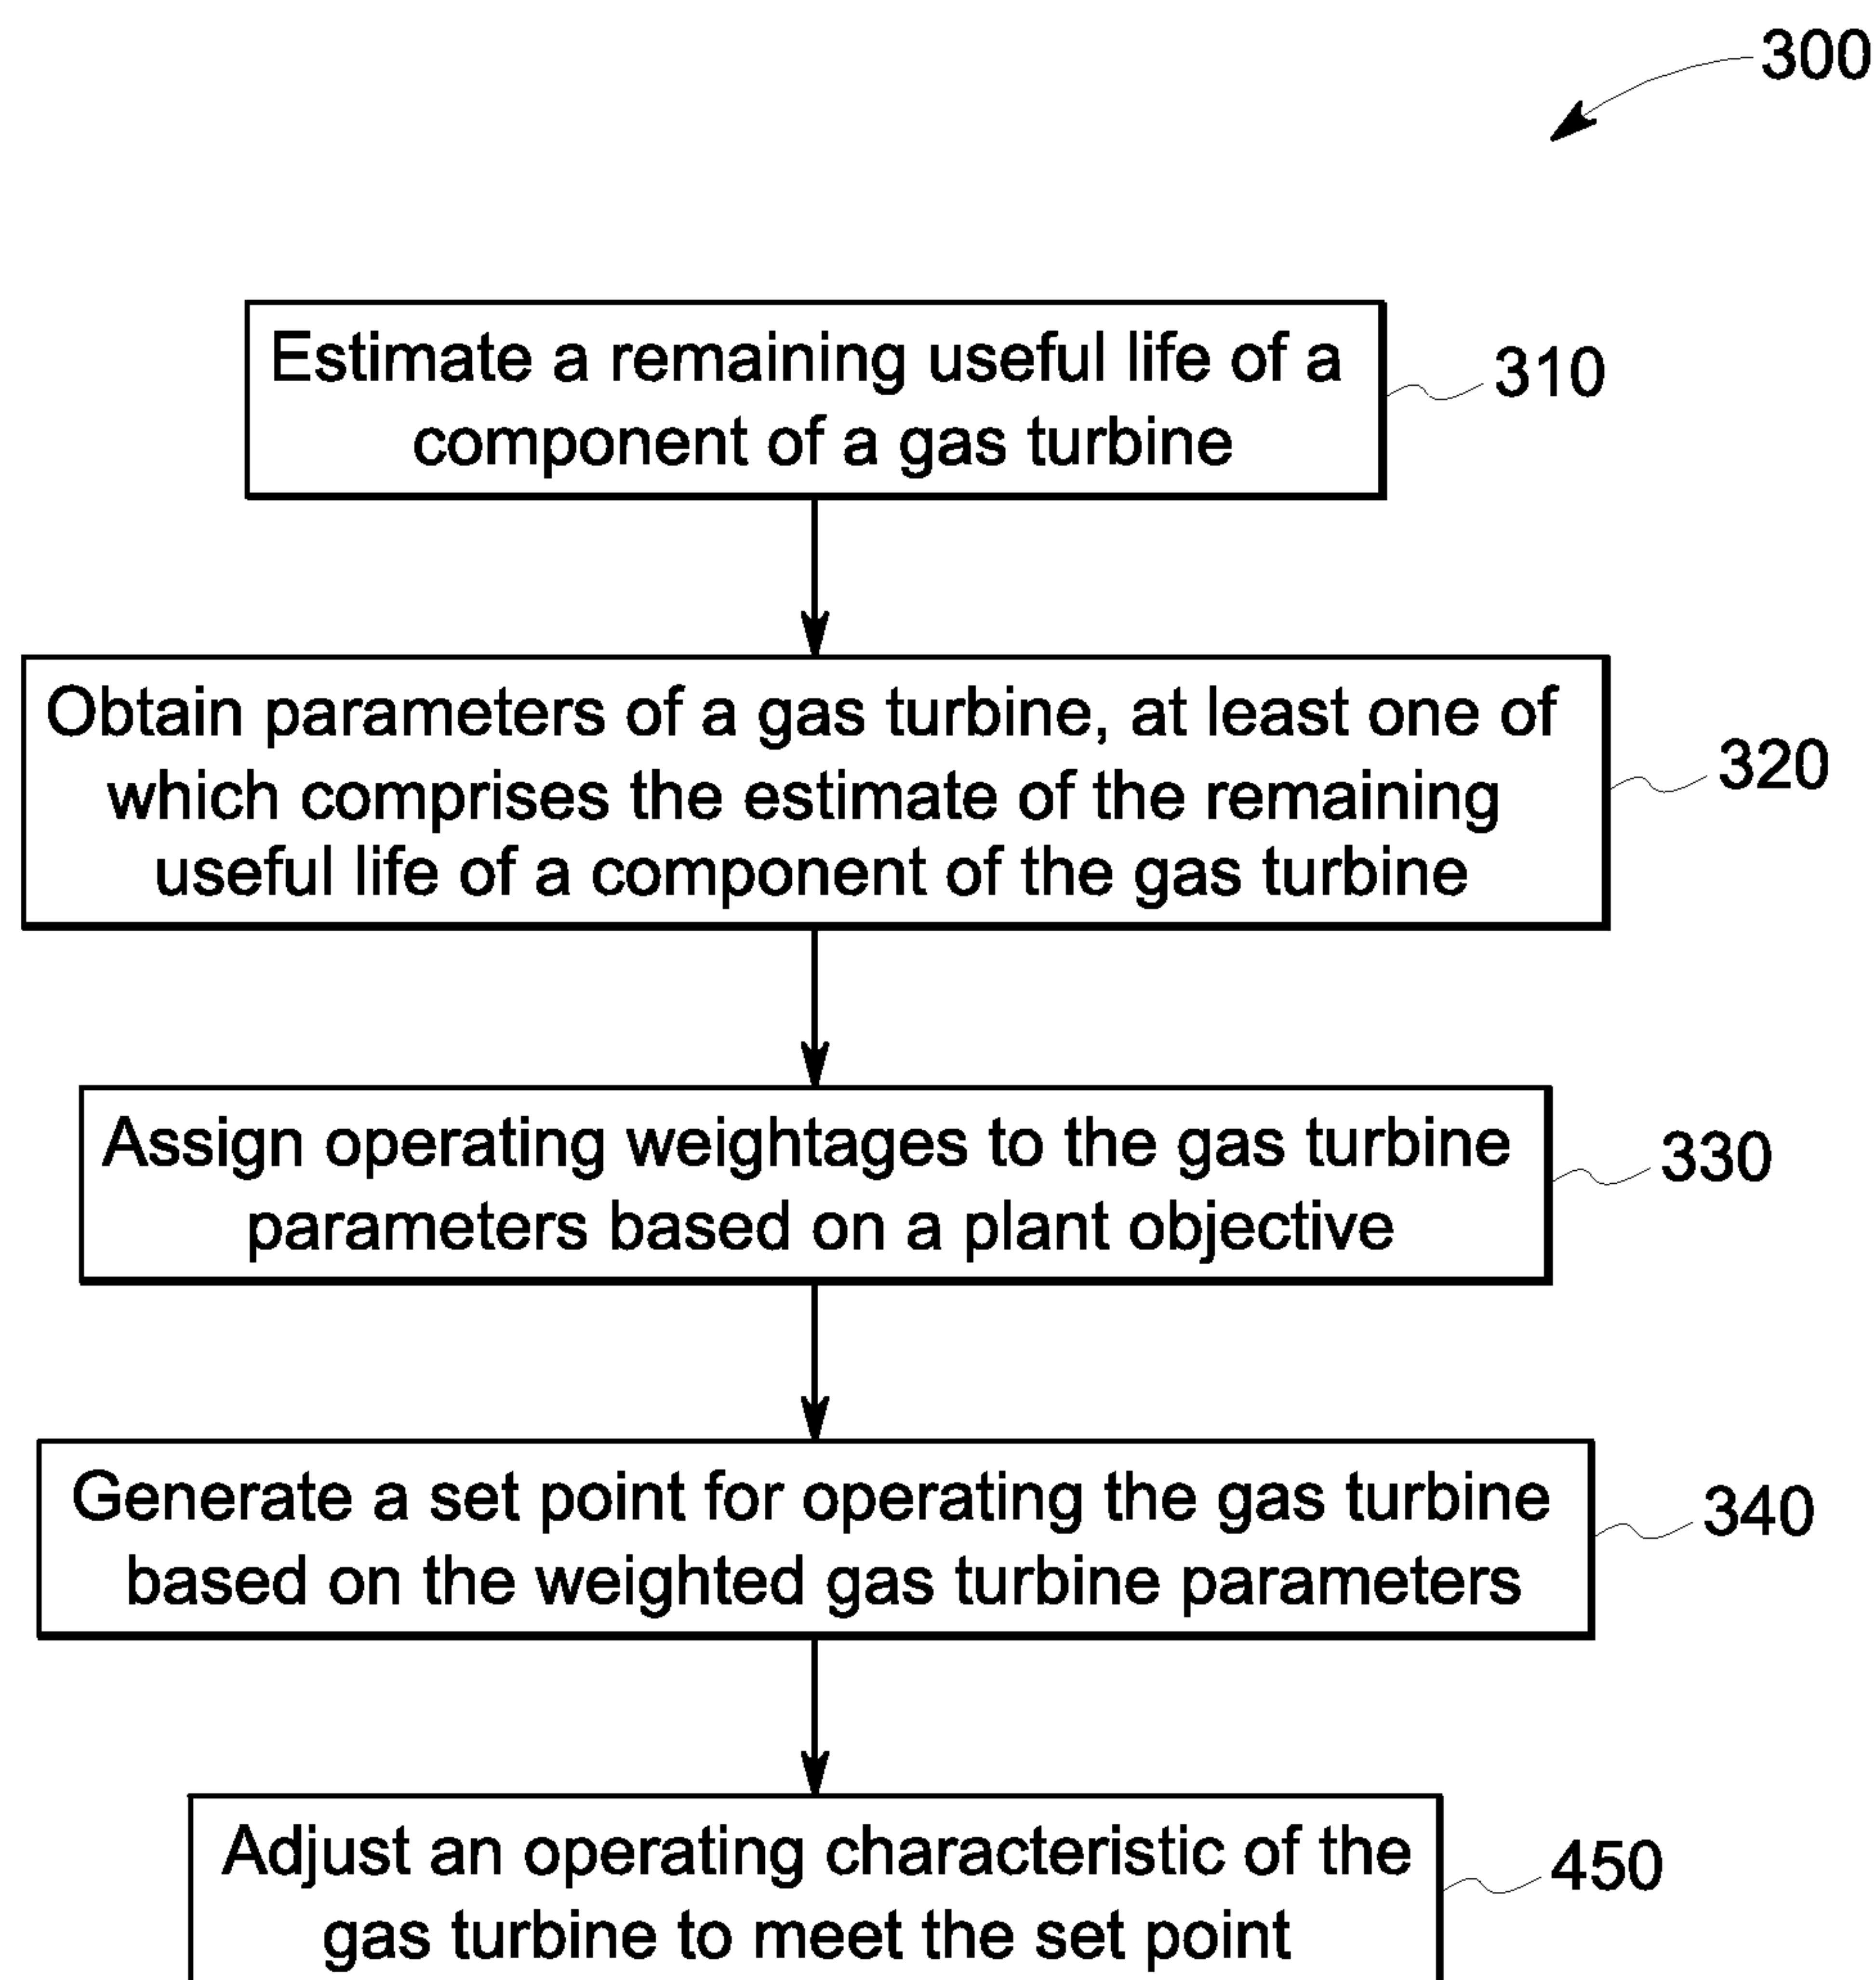 300
Estimate a remaining useful life of a
component of a gas turbine
310
Obtain parameters of a gas turbine, at least one of
which comprises the estimate of the remaining
useful life of a component of the gas turbine
320
Assign operating weightages to the gas turbine
parameters based on a plant objective
330
Generate a set point for operating the gas turbine
based on the weighted gas turbine parameters
340
Adjust an operating characteristic of the
gas turbine to meet the set point
450